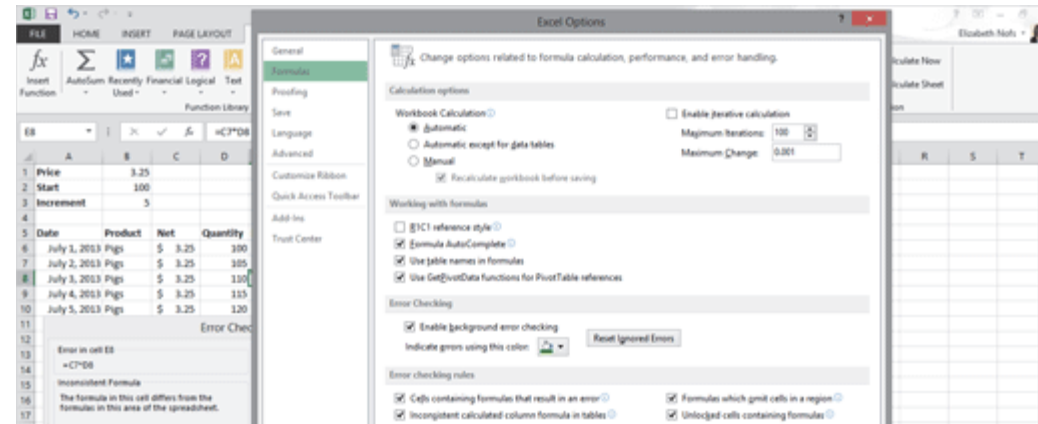 Excel Options
FILE HOME INSERT PAGE LAYOUT
Elizabeth Nofs
Insert Function
AutoSum
Recently Used
Financial
Logical
Text
Function Library
Calculate Now
Calculate Sheet
E8 =C7*D8
A B C D R S T
1 Price 3.25
2 Start 100
3 Increment 5
4
5 Date Product Net Quantity
6 July 1, 2013 Pigs $ 3.25 100
7 July 2, 2013 Pigs $ 3.25 105
8 July 3, 2013 Pigs $ 3.25 110
9 July 4, 2013 Pigs $ 3.25 115
10 July 5, 2013 Pigs $ 3.25 120
11
12
13
14
15
16
17
Error Chec
Error in cell E8
=C7*D8
Inconsistent Formula
The formula in this cell differs from the
formulas in this area of the spreadsheet.
General
Formulas
Proofing
Save
Language
Advanced
Customize Ribbon
Quick Access Toolbar
Add-Ins
Trust Center
Change options related to formula calculation, performance, and error handling.
Calculation options
Workbook Calculation
Automatic
Automatic except for data tables
Manual
Recalculate workbook before saving
Enable iterative calculation
Maximum Iterations: 100
Maximum Change: 0.001
Working with formulas
R1C1 reference style
Formula AutoComplete
Use table names in formulas
Use GetPivotData functions for PivotTable references
Error Checking
Enable background error checking
Indicate errors using this color:
Reset Ignored Errors
Error checking rules
Cells containing formulas that result in an error
Inconsistent calculated column formula in tables
Formulas which omit cells in a region
Unlocked cells containing formulas